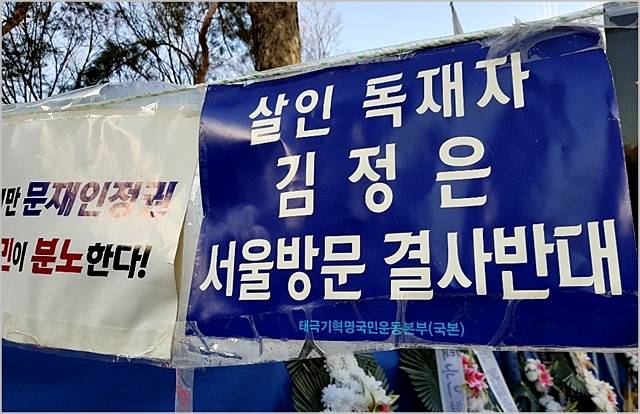 만 문재인정권
민이 분노한다!
살인 독재자
김정은
서울방문 결사반대
태극기혁명국민운동본부(국본)